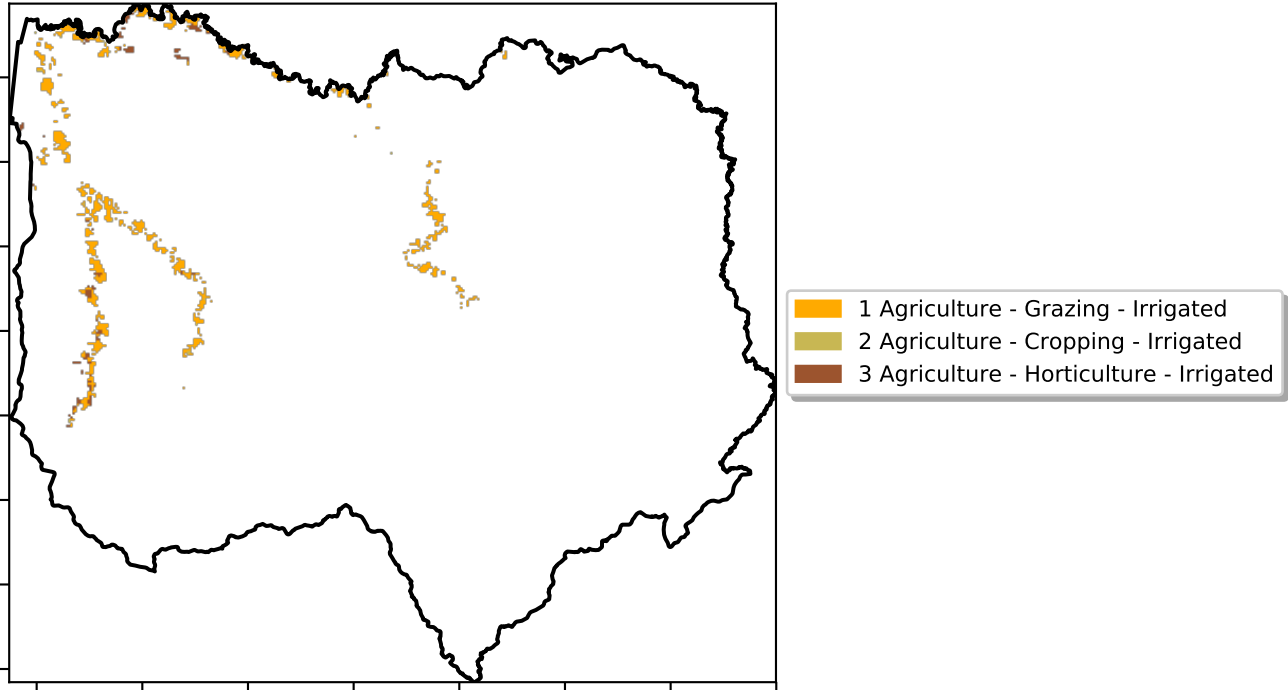 1 Agriculture - Grazing - Irrigated
2 Agriculture - Cropping - Irrigated
3 Agriculture - Horticulture - Irrigated